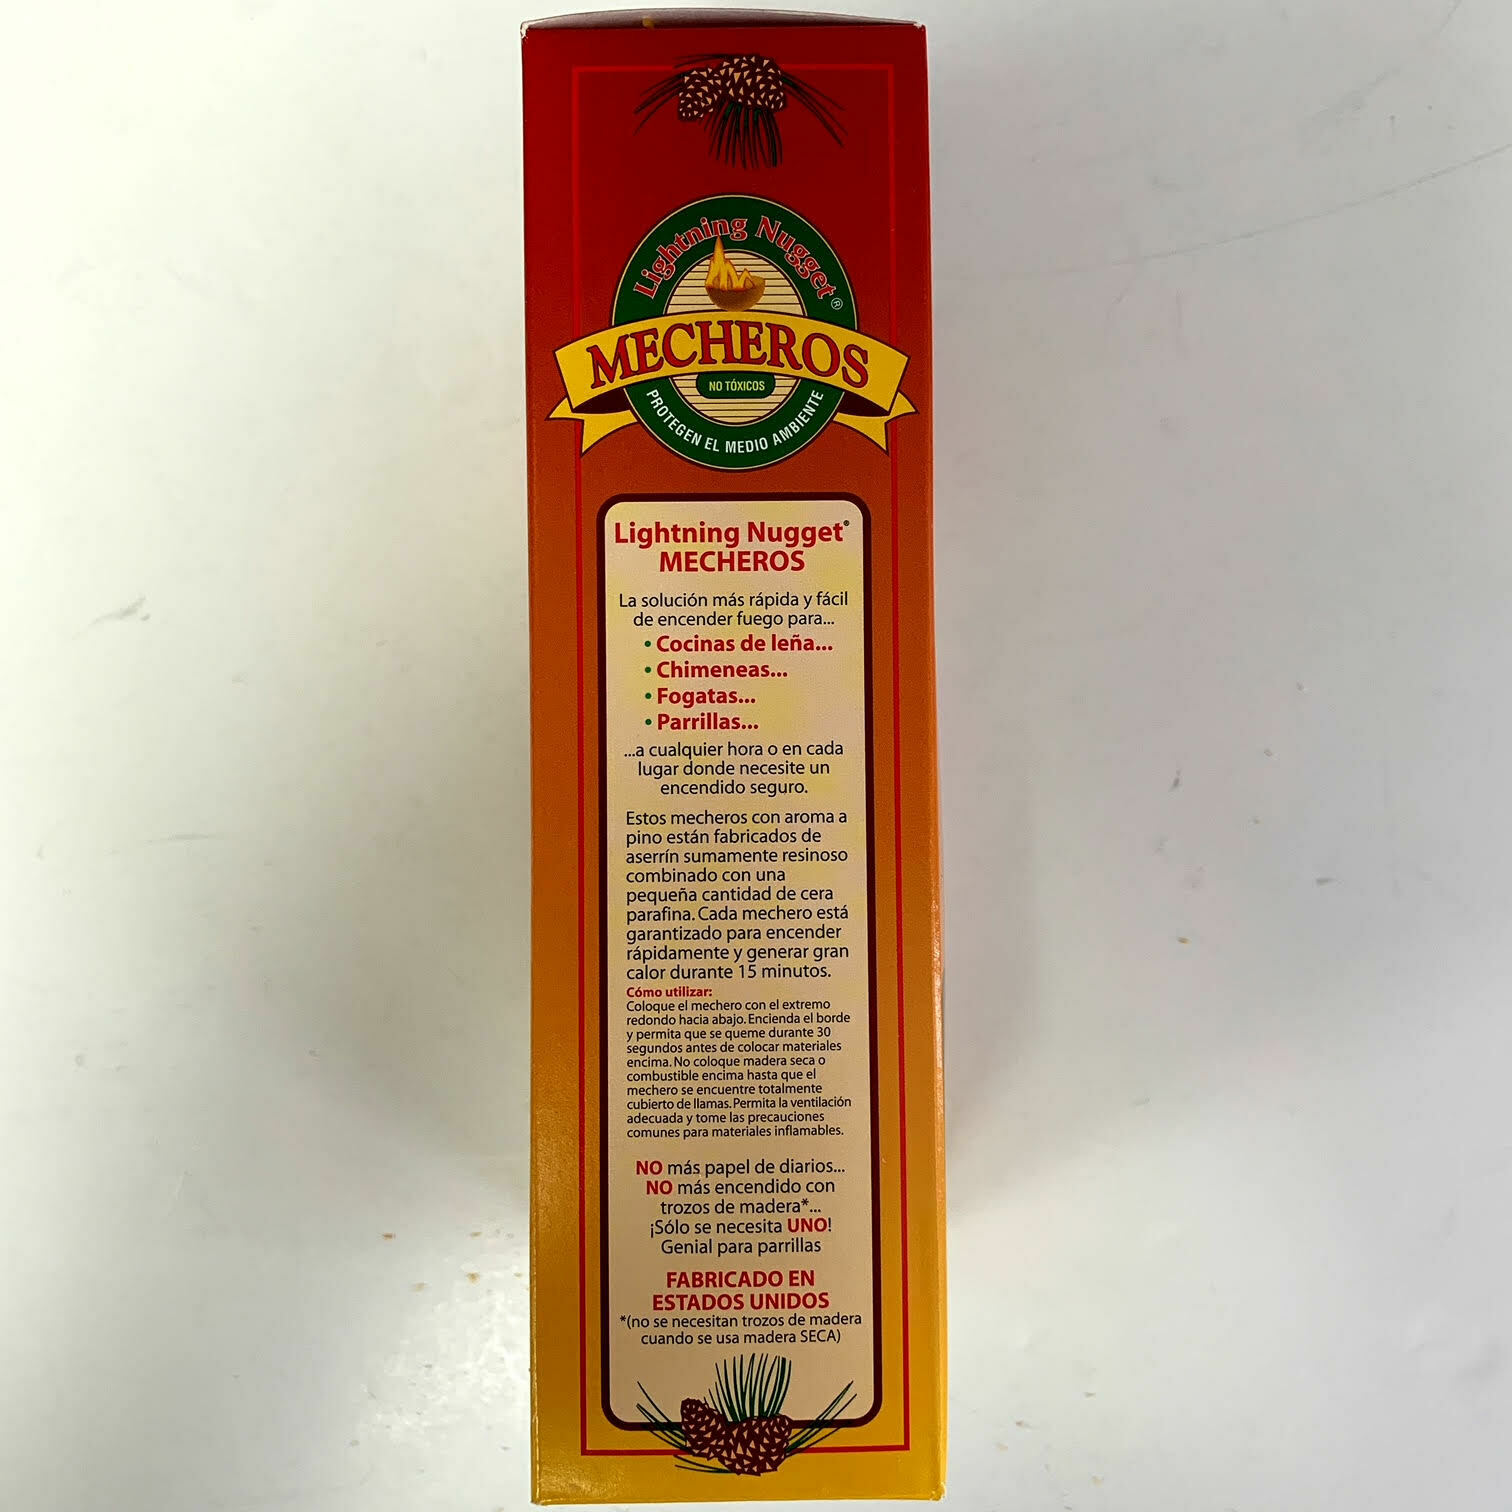 Lightning Nugget®
MECHEROS
NO TÓXICOS
PROTEGEN EL MEDIO AMBIENTE
Lightning Nugget®
MECHEROS
La solución más rápida y fácil
de encender fuego para...
• Cocinas de leña...
• Chimeneas...
• Fogatas...
• Parrillas...
...a cualquier hora o en cada
lugar donde necesite un
encendido seguro.
Estos mecheros con aroma a
pino están fabricados de
aserrín sumamente resinoso
combinado con una
pequeña cantidad de cera
parafina. Cada mechero está
garantizado para encender
rápidamente y generar gran
calor durante 15 minutos.
Cómo utilizar:
Coloque el mechero con el extremo
redondo hacia abajo. Encienda el borde
y permita que se queme durante 30
segundos antes de colocar materiales
encima. No coloque madera seca o
combustible encima hasta que el
mechero se encuentre totalmente
cubierto de llamas. Permita la ventilación
adecuada y tome las precauciones
comunes para materiales inflamables.
NO más papel de diarios...
NO más encendido con
trozos de madera*...
¡Sólo se necesita UNO!
Genial para parrillas
FABRICADO EN
ESTADOS UNIDOS
*(no se necesitan trozos de madera
cuando se usa madera SECA)